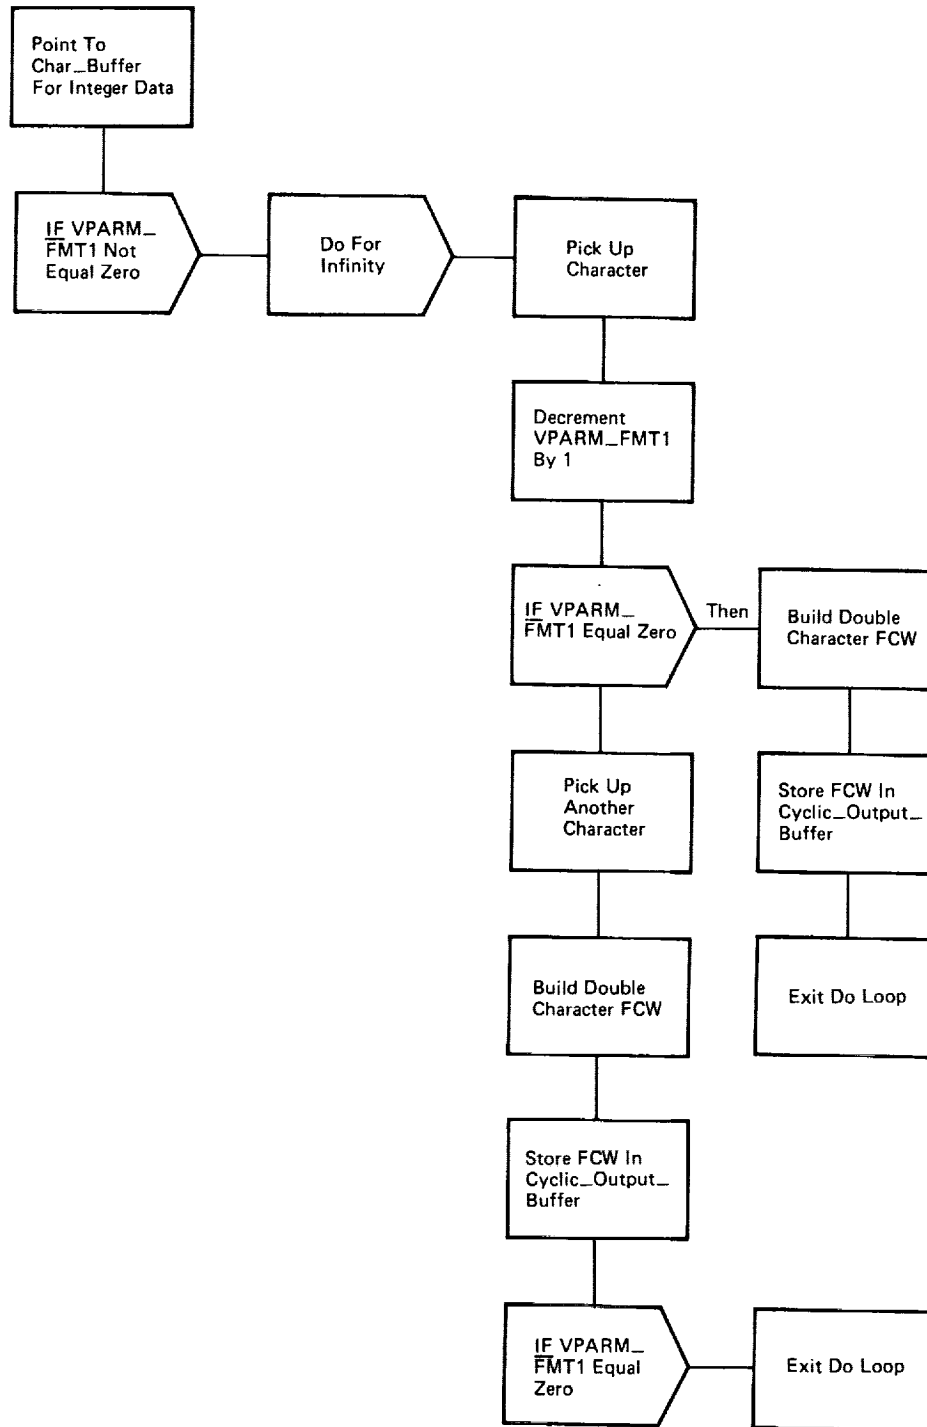 Point To
Char_Buffer
For Integer Data
IF VPARM_
FMT1 Not
Equal Zero
Do For
Infinity
Pick Up
Character
Decrement
VPARM_FMT1
By 1
IF VPARM_
FMT1 Equal Zero
Then
Build Double
Character FCW
Pick Up
Another
Character
Store FCW In
Cyclic_Output_
Buffer
Build Double
Character FCW
Exit Do Loop
Store FCW In
Cyclic_Output_
Buffer
IF VPARM_
FMT1 Equal
Zero
Exit Do Loop